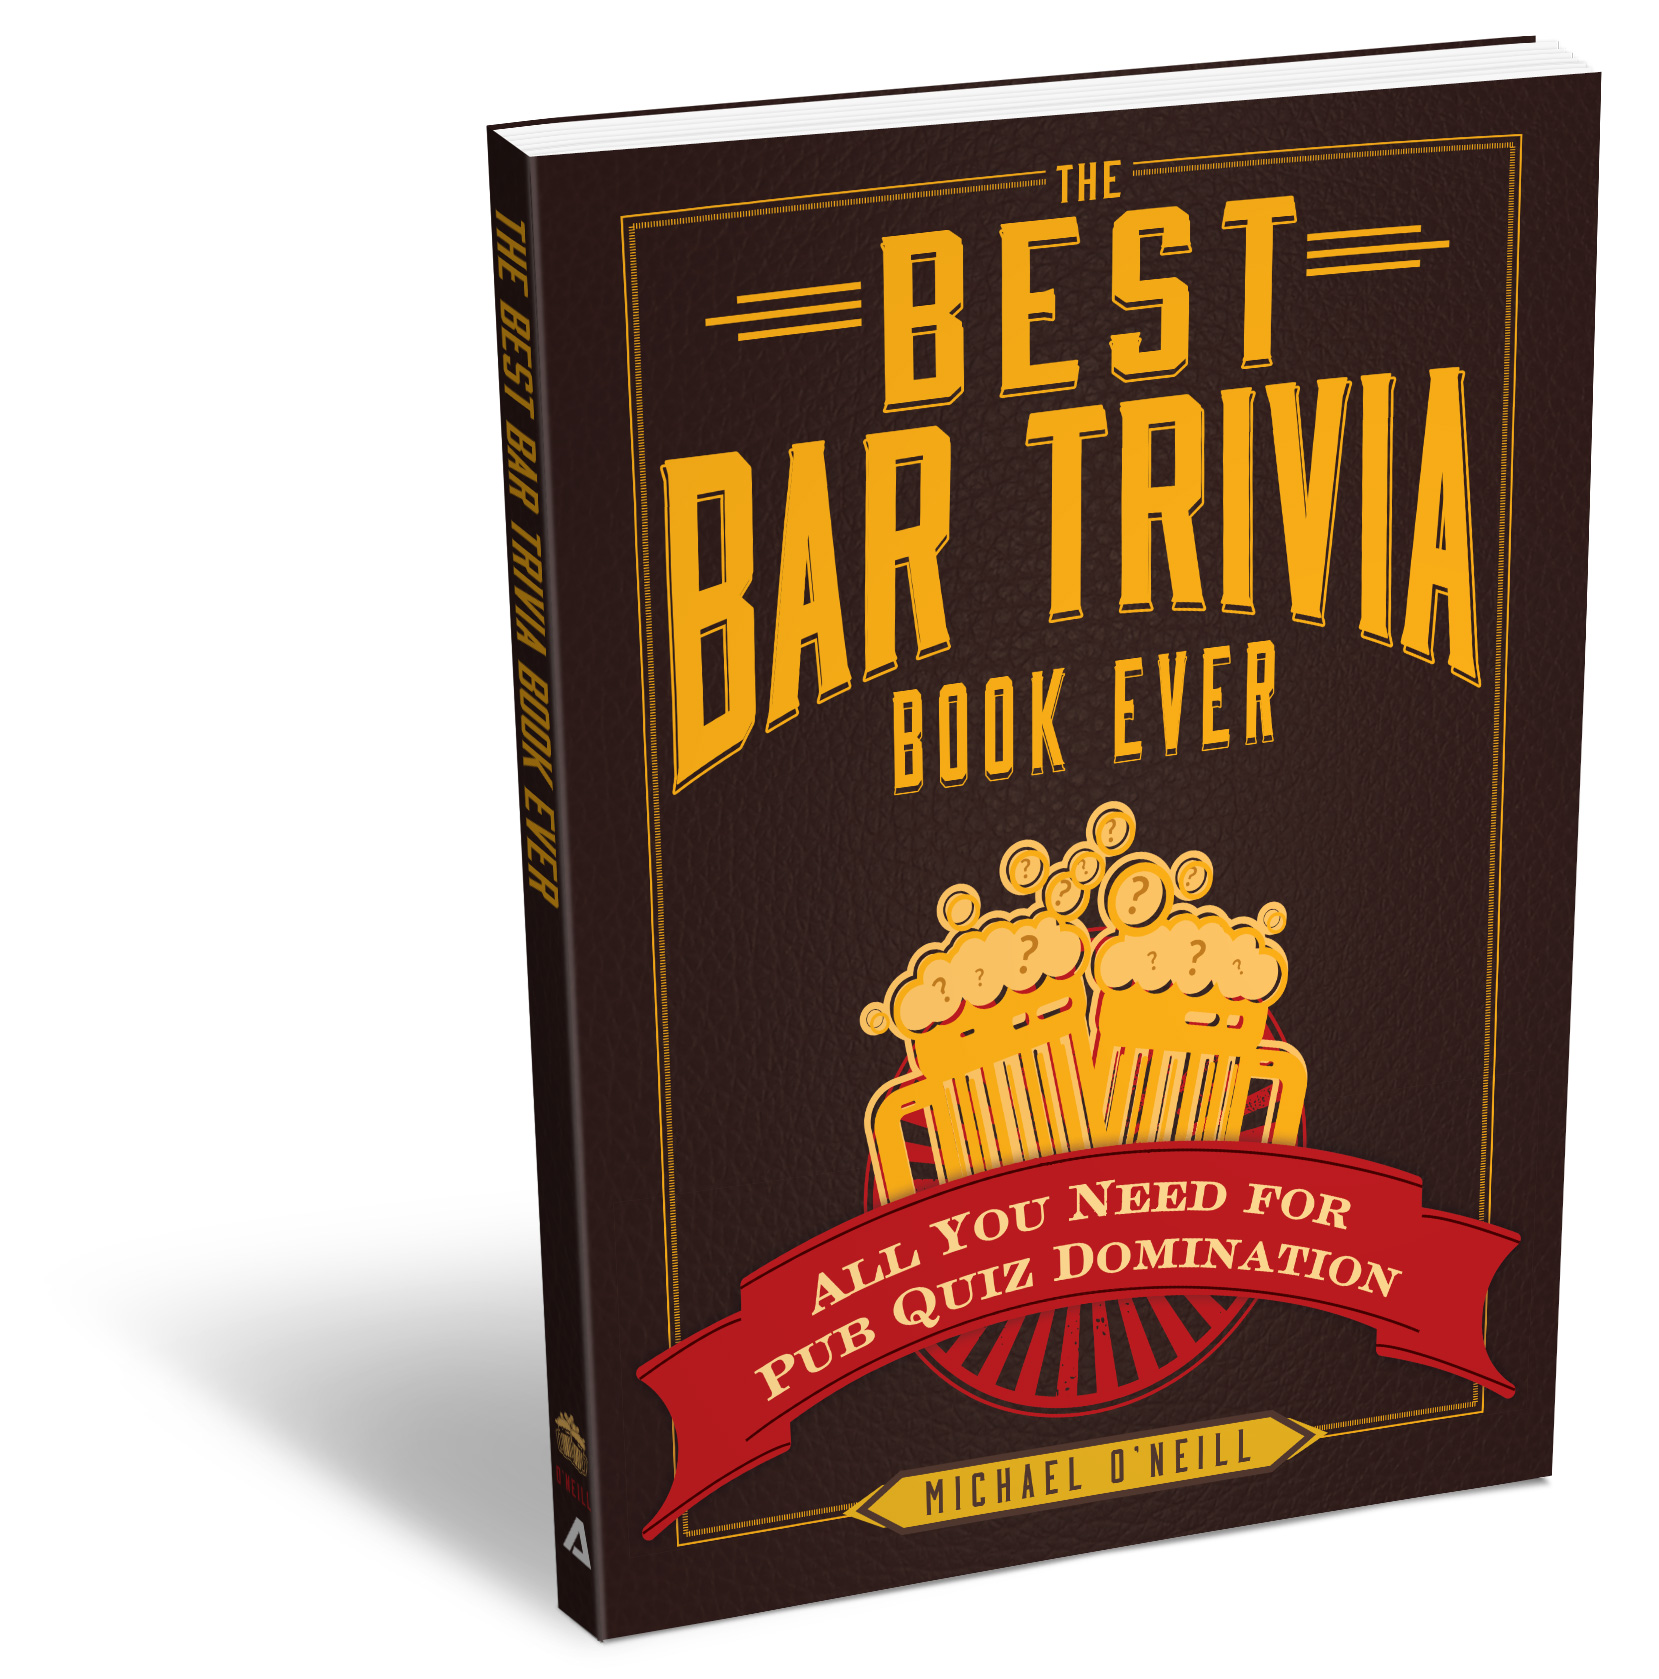 THE
BEST
BAR TRIVIA
BOOK EVER
ALL YOU NEED FOR
PUB QUIZ DOMINATION
MICHAEL O'NEILL
THE BEST BAR TRIVIA BOOK EVER
O'NEILL